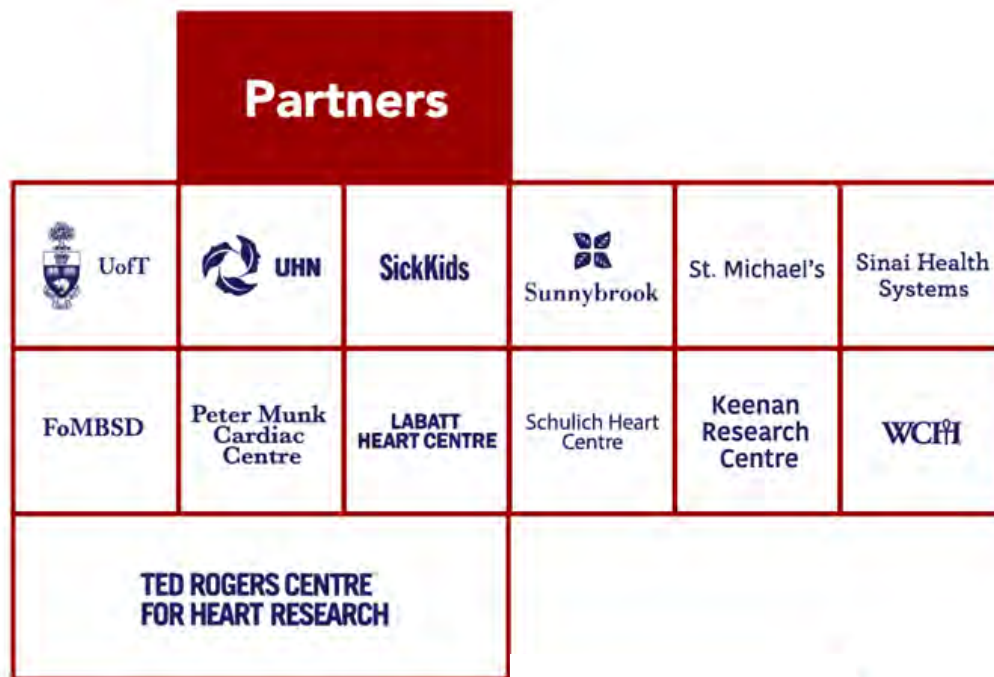 Partners
UofT
UHN
SickKids
Sunnybrook
St. Michael's
Sinai Health
Systems
FoMBSD
Peter Munk
Cardiac
Centre
LABATT
HEART CENTRE
Schulich Heart
Centre
Keenan
Research
Centre
WCH
TED ROGERS CENTRE
FOR HEART RESEARCH